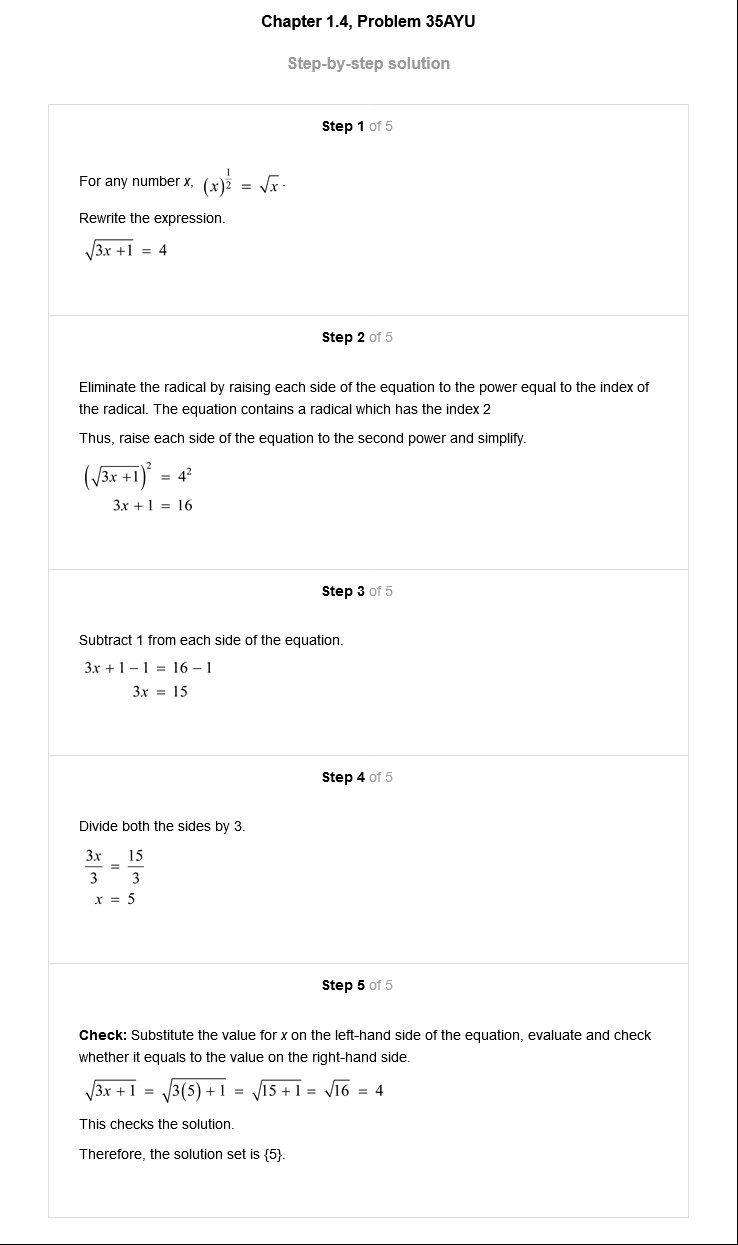 Chapter 1.4, Problem 35AYU
Step-by-step solution
Step 1 of 5
For any number x, (x)^{\frac{1}{2}} = \sqrt{x}.
Rewrite the expression.
\sqrt{3x+1} = 4
Step 2 of 5
Eliminate the radical by raising each side of the equation to the power equal to the index of
the radical. The equation contains a radical which has the index 2
Thus, raise each side of the equation to the second power and simplify.
(\sqrt{3x+1})^2 = 4^2
3x + 1 = 16
Step 3 of 5
Subtract 1 from each side of the equation.
3x + 1 − 1 = 16 − 1
3x = 15
Step 4 of 5
Divide both the sides by 3.
\frac{3x}{3} = \frac{15}{3}
x = 5
Step 5 of 5
Check: Substitute the value for x on the left-hand side of the equation, evaluate and check
whether it equals to the value on the right-hand side.
\sqrt{3x+1} = \sqrt{3(5)+1} = \sqrt{15+1} = \sqrt{16} = 4
This checks the solution.
Therefore, the solution set is {5}.